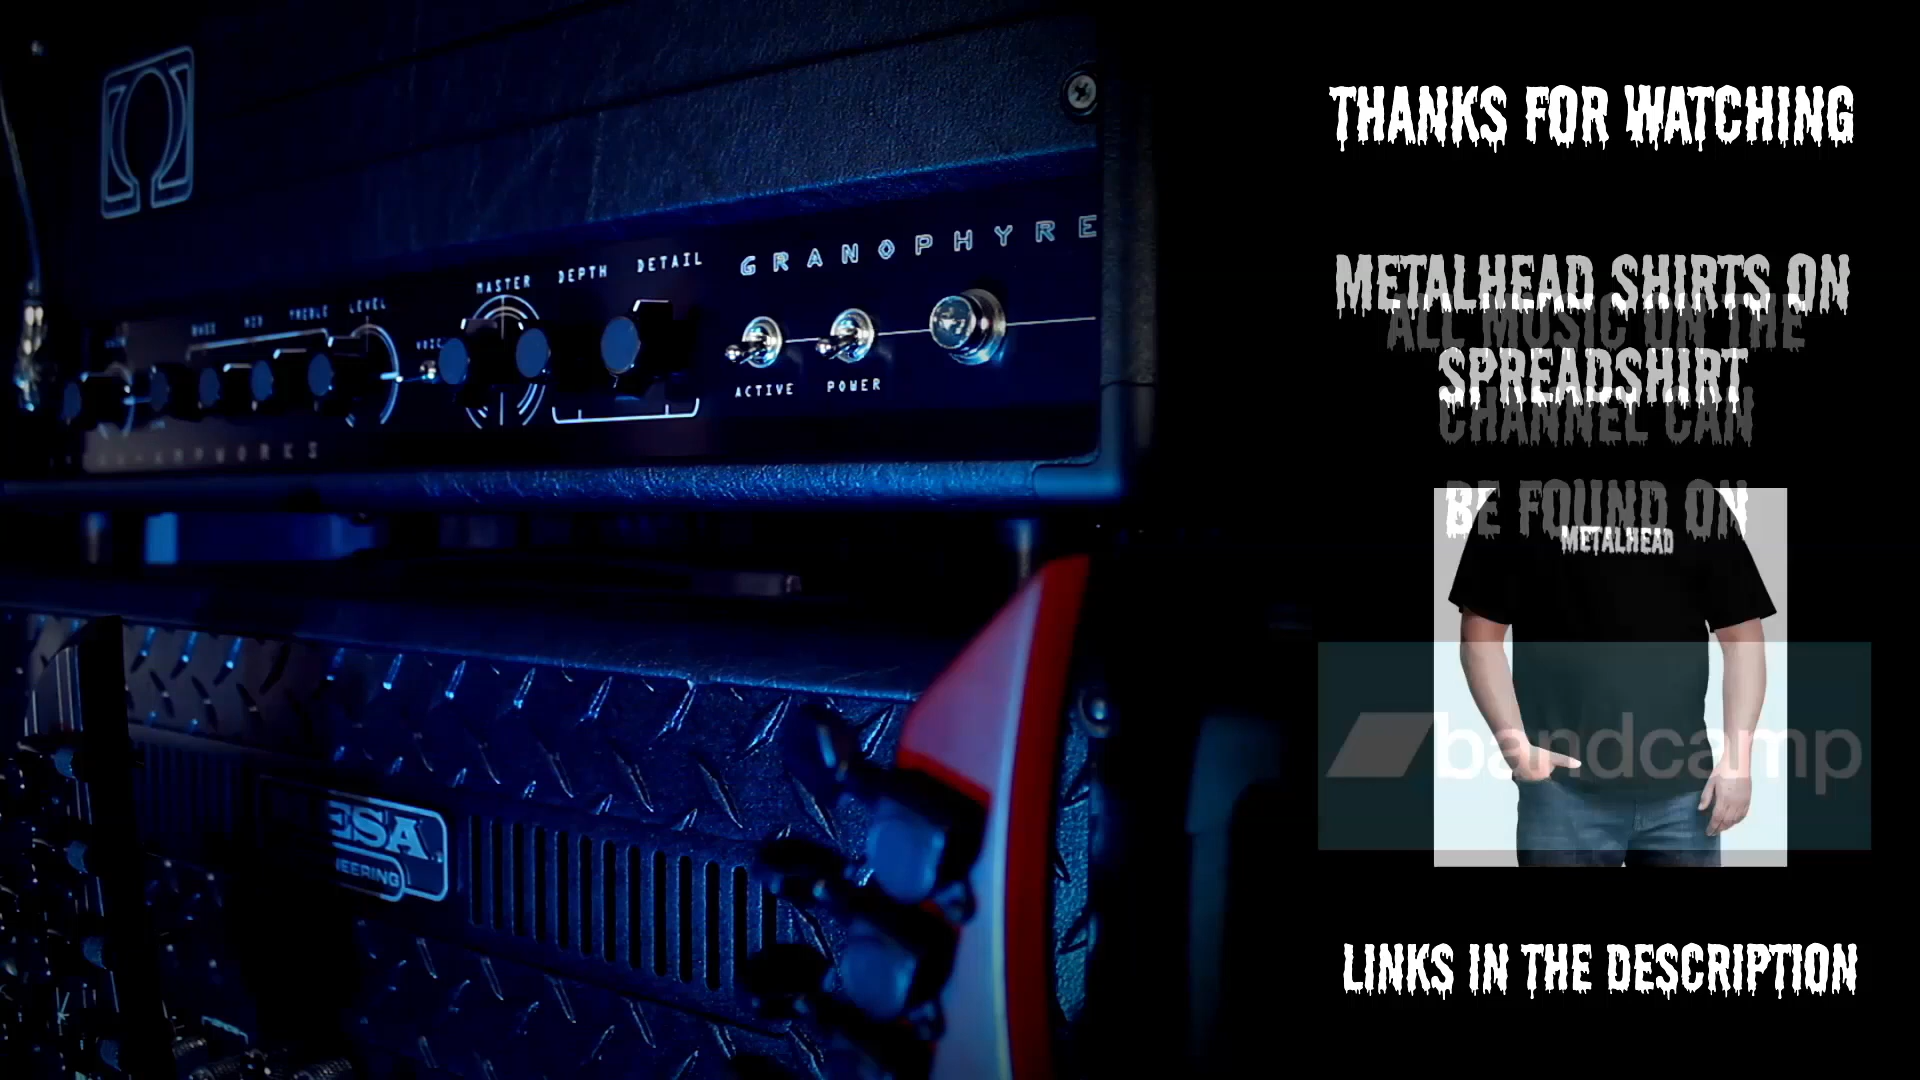 MASTER
DEPTH
DETAIL
GRANOPHYRE
BASS
MID
TREBLE
LEVEL
ACTIVE
POWER
MESA
THANKS FOR WATCHING
METALHEAD SHIRTS ON
SPREADSHIRT
ALL MUSIC ON THE
CHANNEL CAN
BE FOUND ON
METALHEAD
bandcamp
LINKS IN THE DESCRIPTION